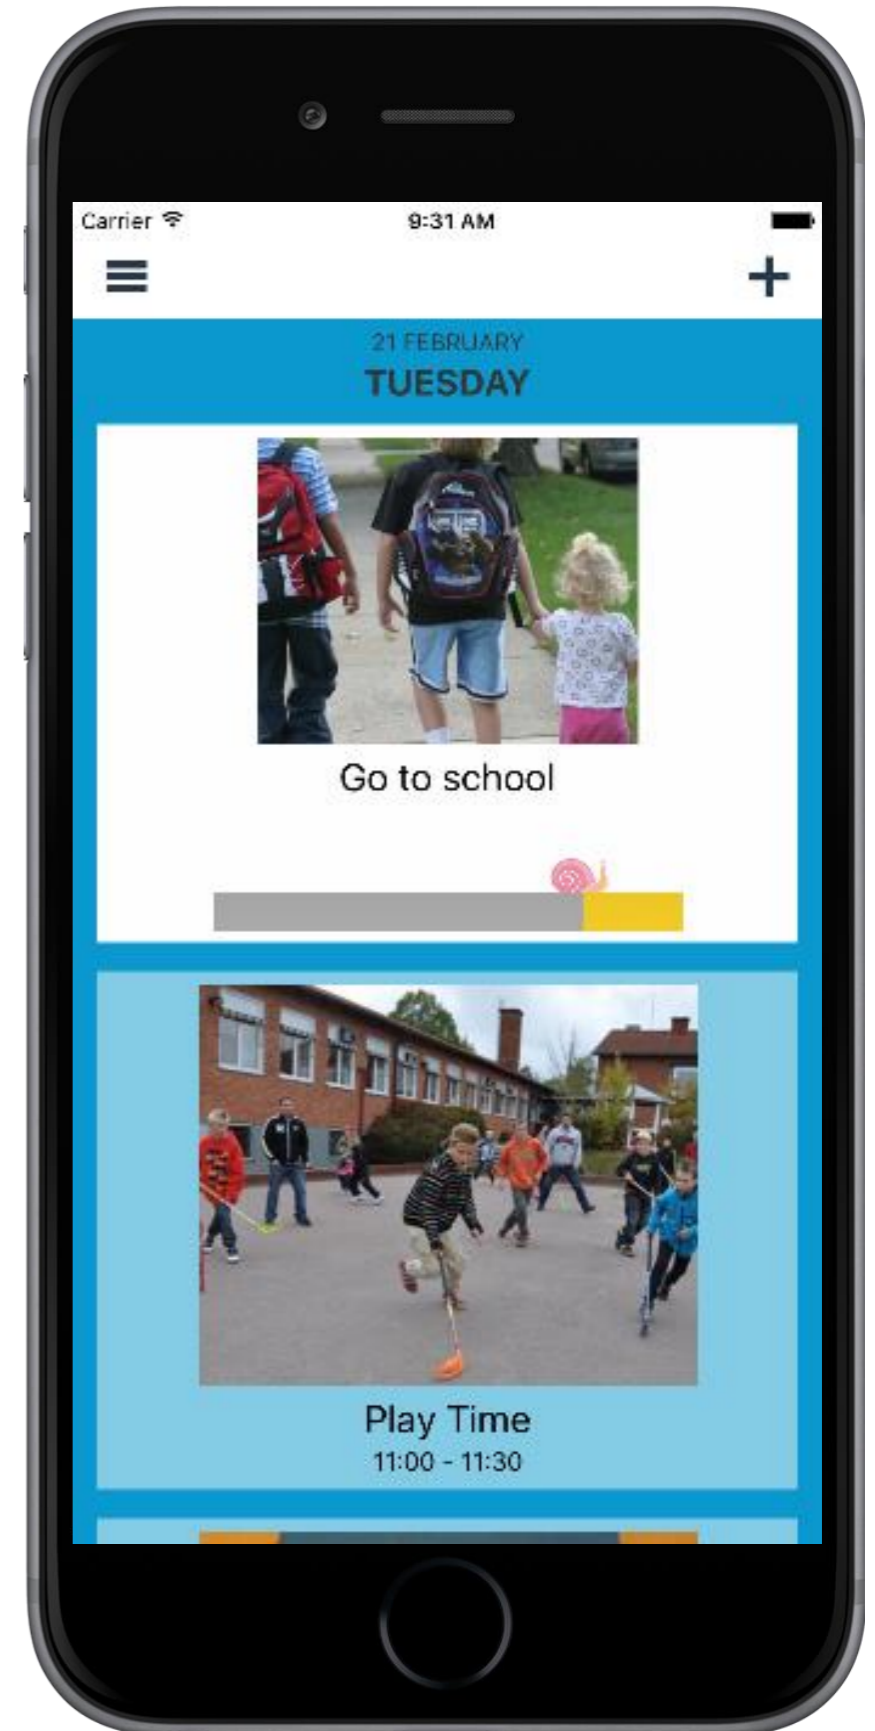 Carrier
9:31 AM
21 FEBRUARY
TUESDAY
Go to school
Play Time
11:00 - 11:30